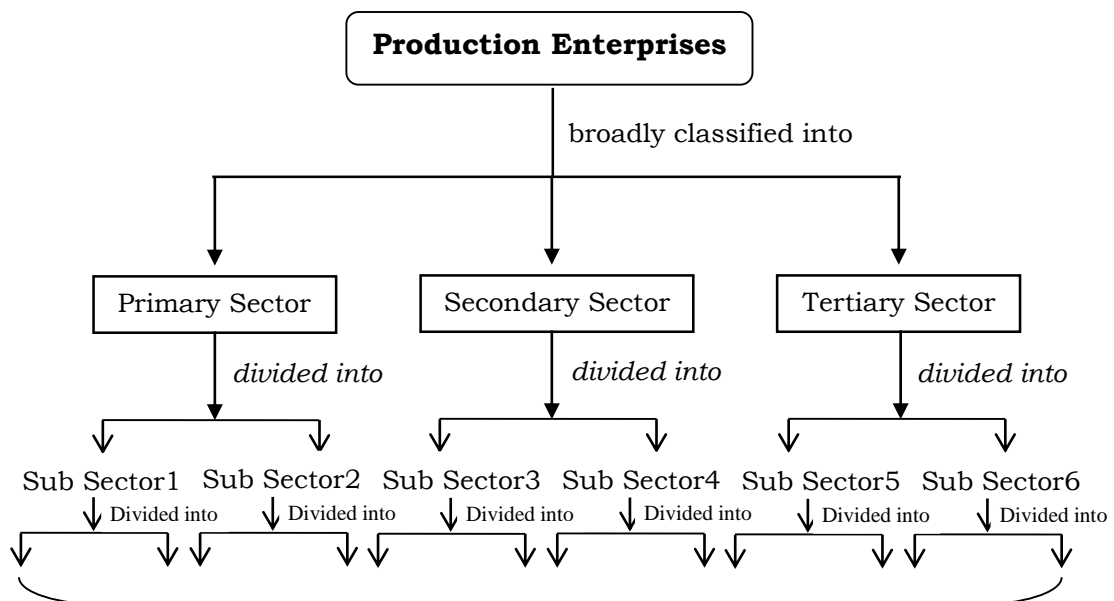 Production Enterprises
broadly classified into
Primary Sector Secondary Sector Tertiary Sector
divided into divided into divided into
Sub Sector1 Sub Sector2 Sub Sector3 Sub Sector4 Sub Sector5 Sub Sector6
Divided into Divided into Divided into Divided into Divided into Divided into